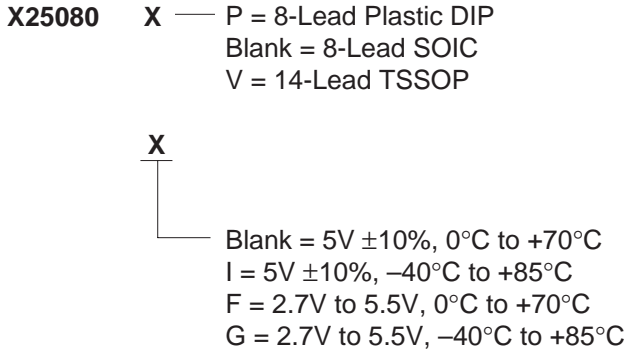 X25080 X P = 8-Lead Plastic DIP
Blank = 8-Lead SOIC
V = 14-Lead TSSOP
X
Blank = 5V ±10%, 0°C to +70°C
I = 5V ±10%, –40°C to +85°C
F = 2.7V to 5.5V, 0°C to +70°C
G = 2.7V to 5.5V, –40°C to +85°C